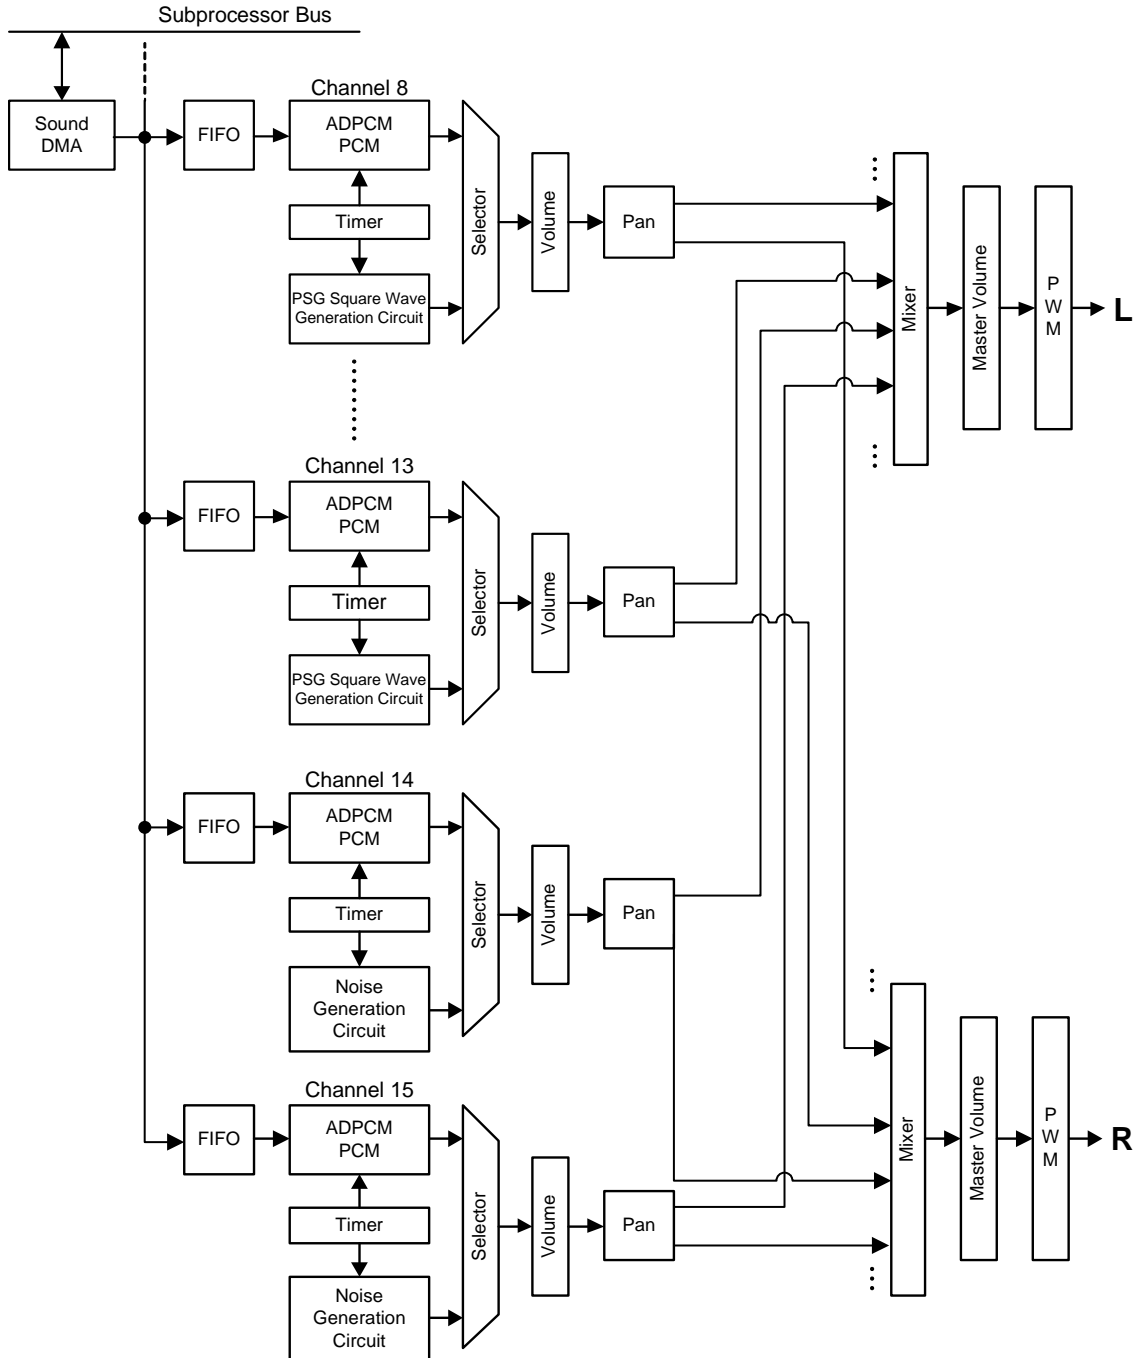 Subprocessor Bus
Sound
DMA
FIFO
Channel 8
ADPCM
PCM
Timer
PSG Square Wave
Generation Circuit
Selector
Volume
Pan
Mixer
Master Volume
P
W
M
L
Channel 13
FIFO
ADPCM
PCM
Timer
PSG Square Wave
Generation Circuit
Selector
Volume
Pan
Channel 14
FIFO
ADPCM
PCM
Timer
Noise
Generation
Circuit
Selector
Volume
Pan
Channel 15
FIFO
ADPCM
PCM
Timer
Noise
Generation
Circuit
Selector
Volume
Pan
Mixer
Master Volume
P
W
M
R